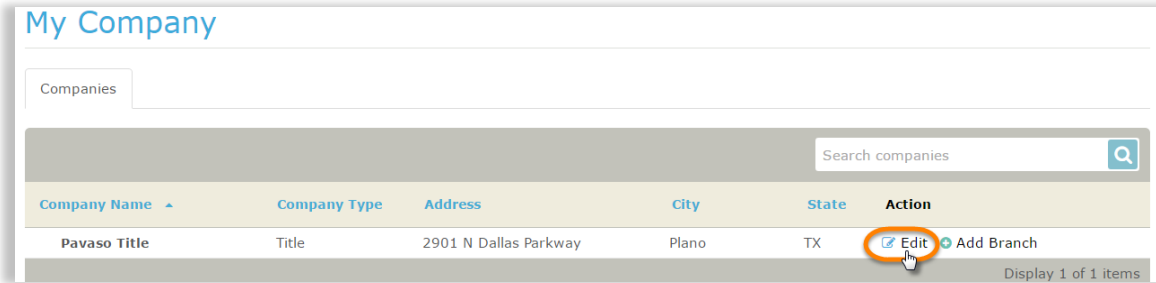 My Company
Companies
Search companies
Company Name Company Type Address City State Action
Pavaso Title Title 2901 N Dallas Parkway Plano TX Edit Add Branch
Display 1 of 1 items